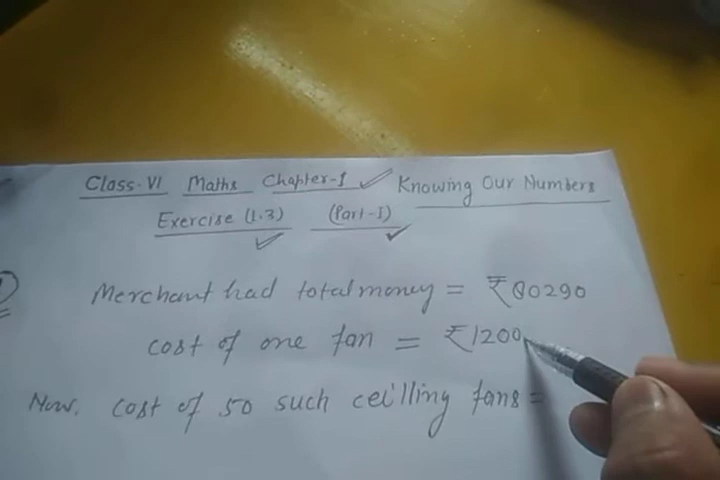 Class-VI Maths Chapter-1 Knowing Our Numbers
Exercise (1.3) (Part-I)
Merchant had total money = ₹80290
cost of one fan = ₹1200
Now, cost of 50 such ceilling fans =